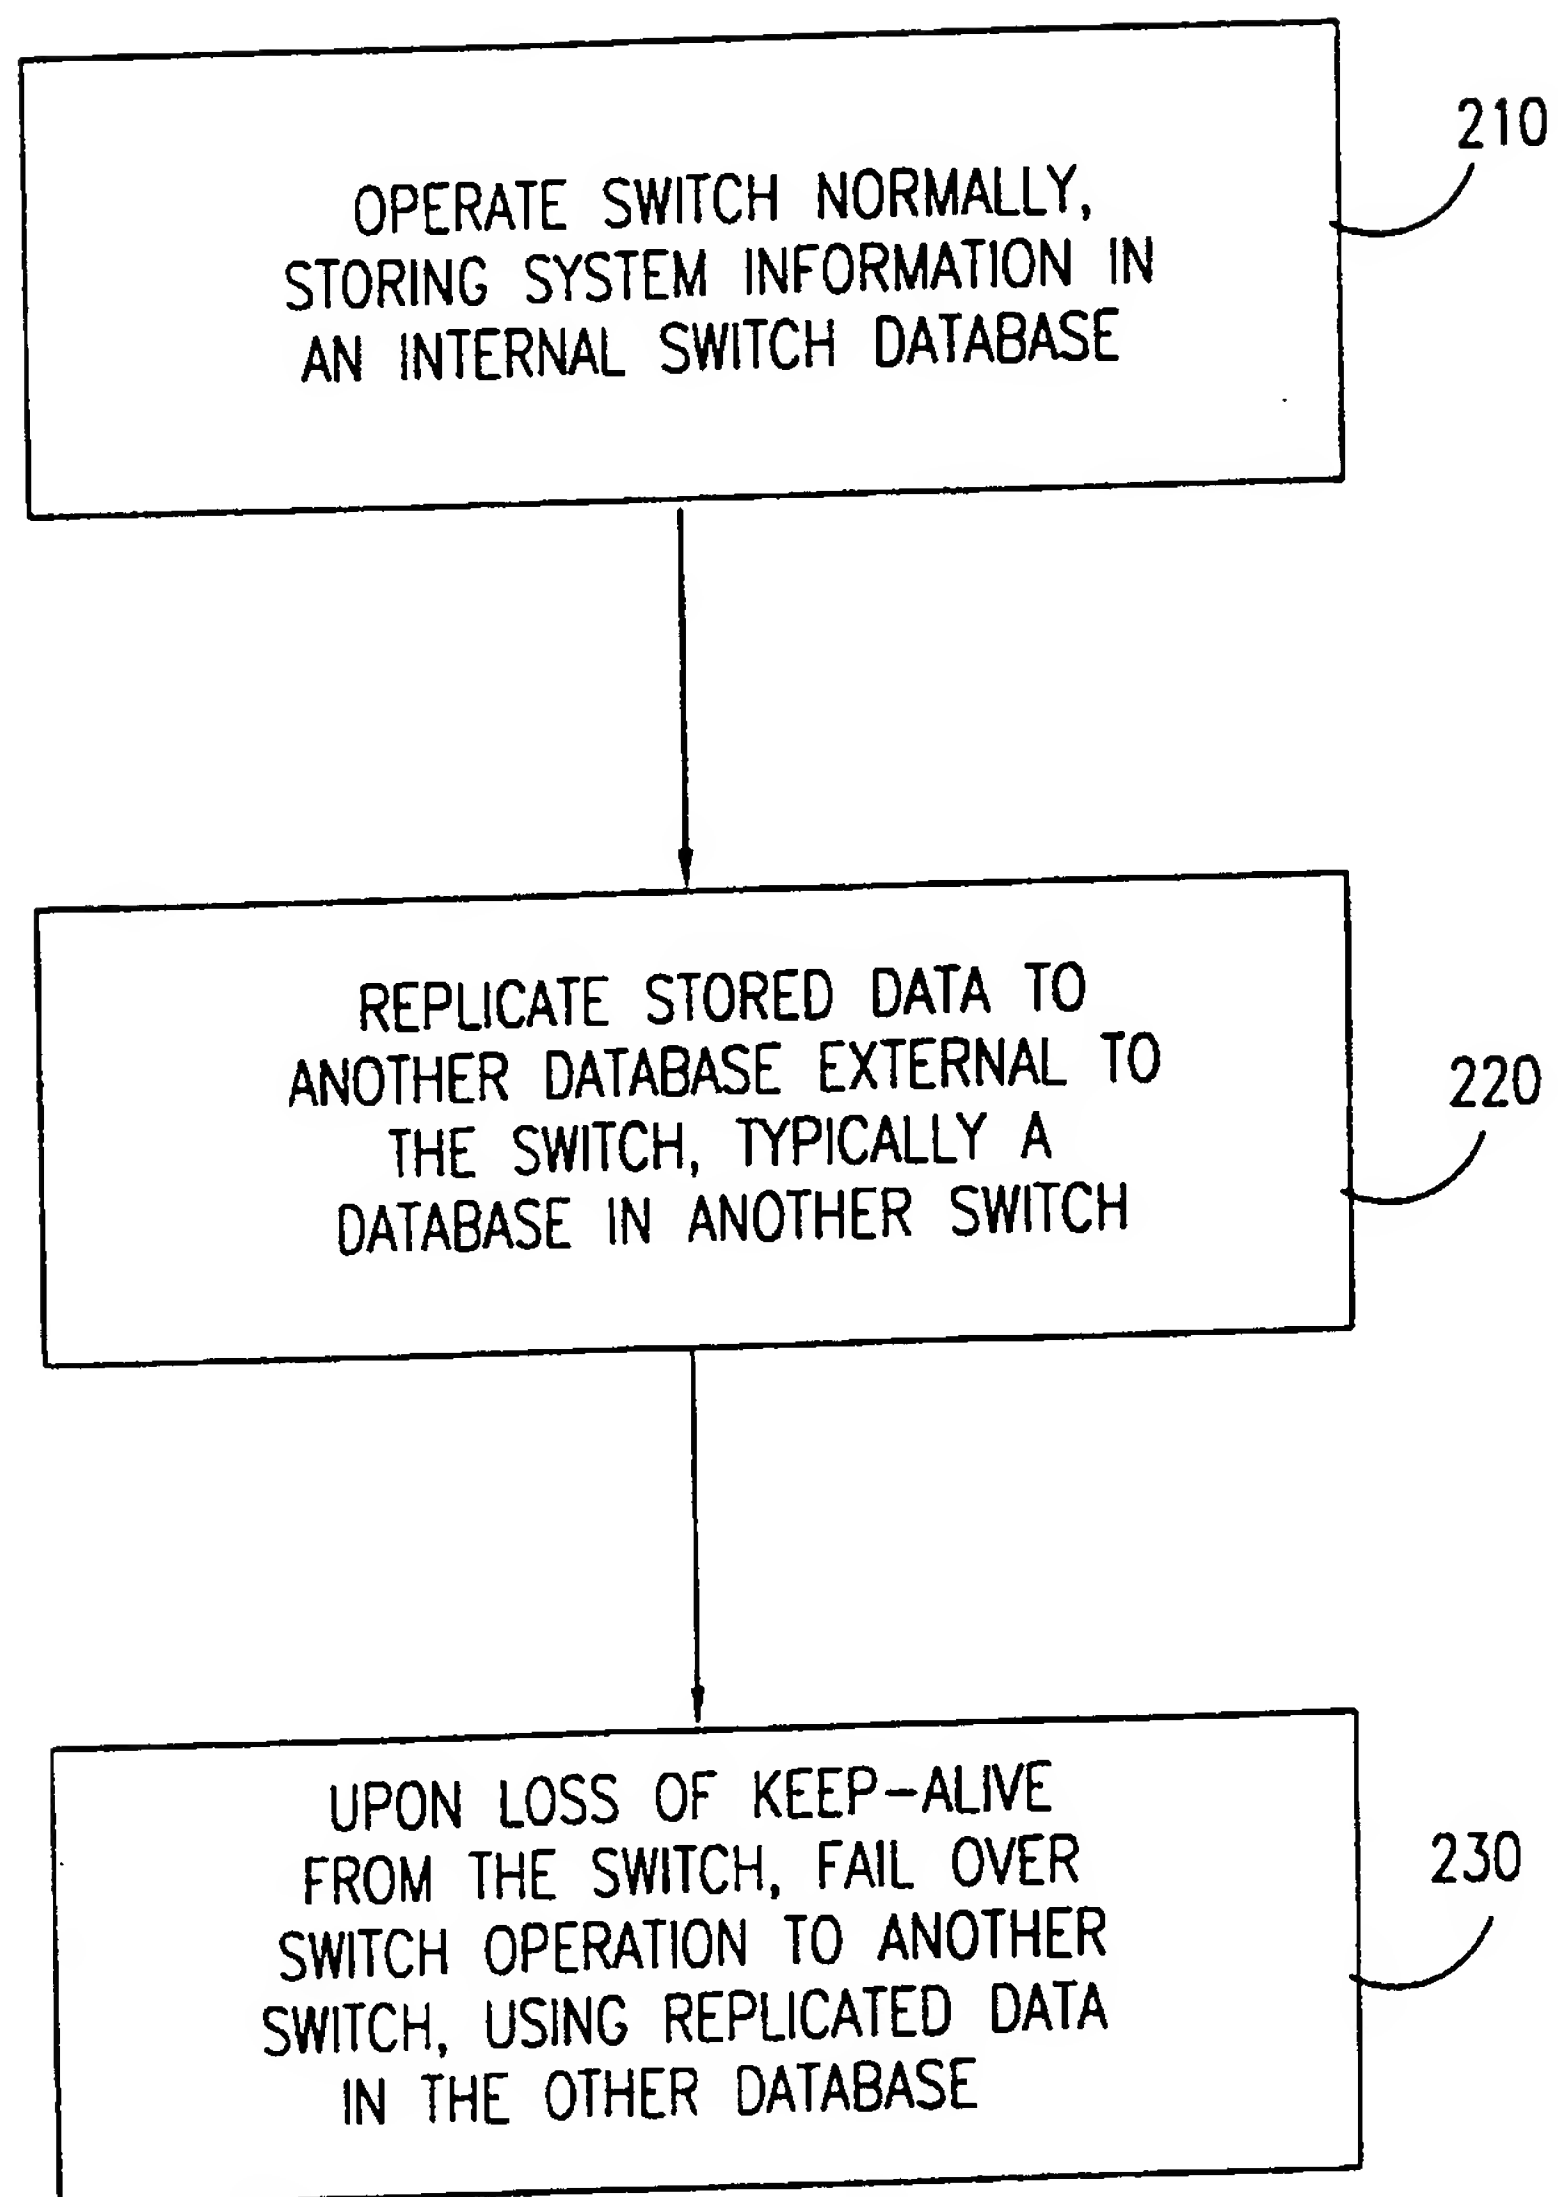 210
OPERATE SWITCH NORMALLY,
STORING SYSTEM INFORMATION IN
AN INTERNAL SWITCH DATABASE
REPLICATE STORED DATA TO
ANOTHER DATABASE EXTERNAL TO
THE SWITCH, TYPICALLY A
DATABASE IN ANOTHER SWITCH
220
UPON LOSS OF KEEP-ALIVE
FROM THE SWITCH, FAIL OVER
SWITCH OPERATION TO ANOTHER
SWITCH, USING REPLICATED DATA
IN THE OTHER DATABASE
230